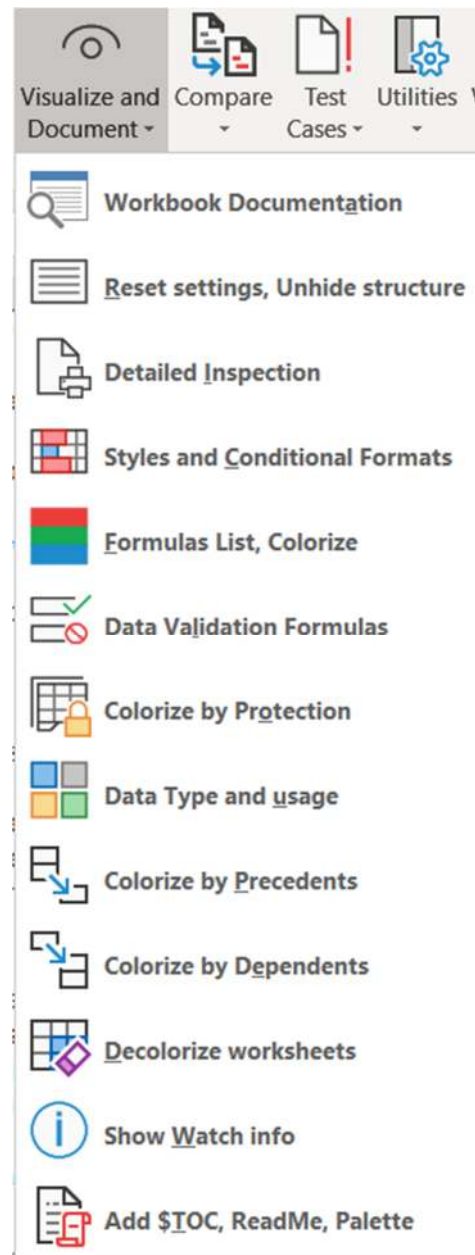 Visualize and Compare Test Utilities
Document Cases
Workbook Documentation
Reset settings, Unhide structure
Detailed Inspection
Styles and Conditional Formats
Formulas List, Colorize
Data Validation Formulas
Colorize by Protection
Data Type and usage
Colorize by Precedents
Colorize by Dependents
Decolorize worksheets
Show Watch info
Add $TOC, ReadMe, Palette